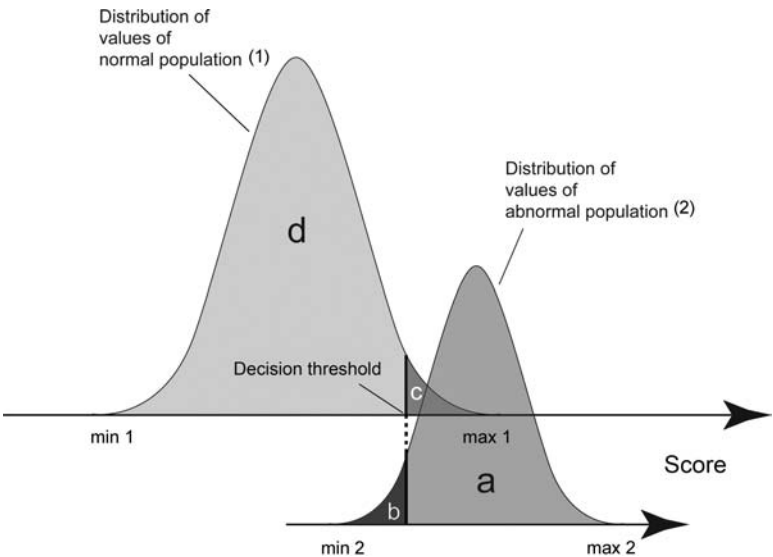 Distribution of
values of
normal population (1)
Distribution of
values of
abnormal population (2)
d
Decision threshold
c
min 1
max 1
Score
a
b
min 2
max 2